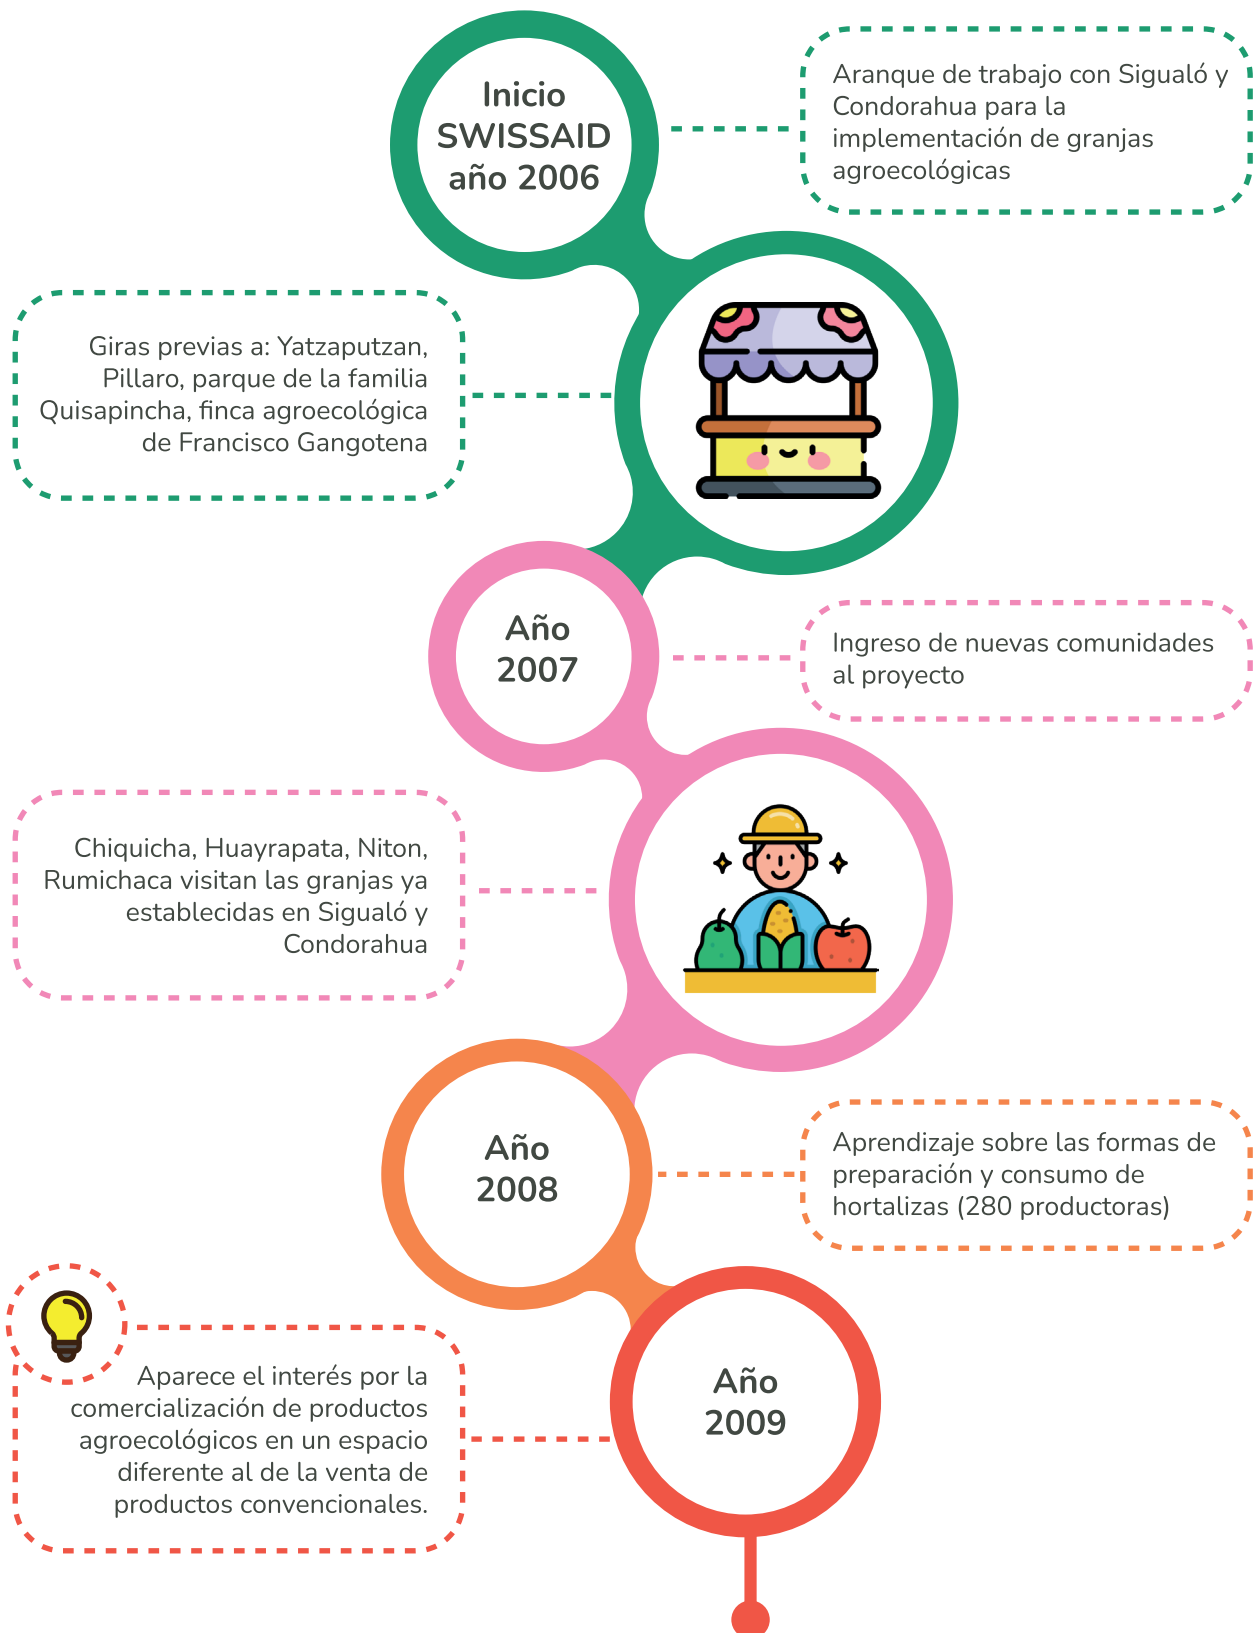 Inicio
SWISSAID
año 2006
Aranque de trabajo con Sigualó y
Condorahua para la
implementación de granjas
agroecológicas
Giras previas a: Yatzaputzan,
Pillaro, parque de la familia
Quisapincha, finca agroecológica
de Francisco Gangotena
Año
2007
Ingreso de nuevas comunidades
al proyecto
Chiquicha, Huayrapata, Niton,
Rumichaca visitan las granjas ya
establecidas en Sigualó y
Condorahua
Año
2008
Aprendizaje sobre las formas de
preparación y consumo de
hortalizas (280 productoras)
Año
2009
Aparece el interés por la
comercialización de productos
agroecológicos en un espacio
diferente al de la venta de
productos convencionales.